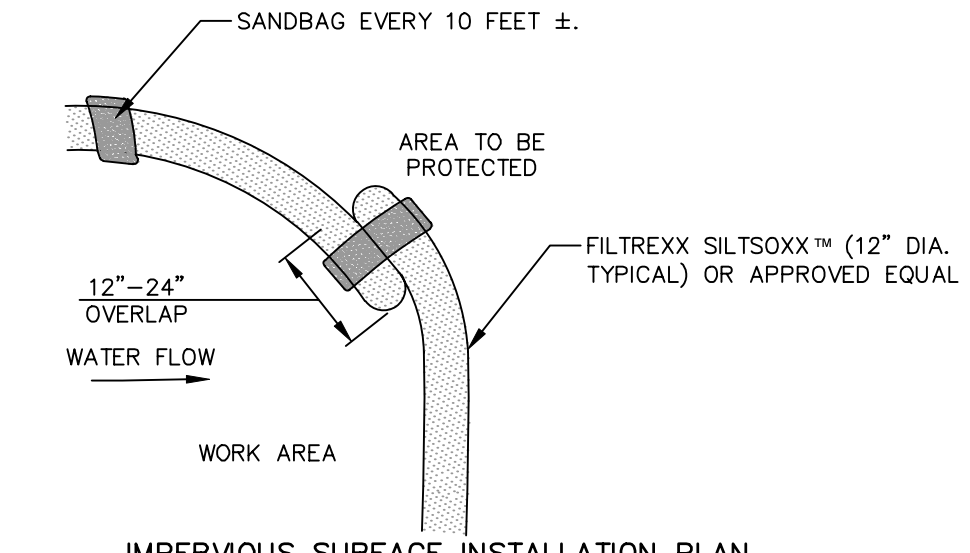 SANDBAG EVERY 10 FEET ±.
AREA TO BE
PROTECTED
FILTREXX SILTSOXX™ (12” DIA.
TYPICAL) OR APPROVED EQUAL
12”–24”
OVERLAP
WATER FLOW
WORK AREA
IMPERVIOUS SURFACE INSTALLATION PLAN